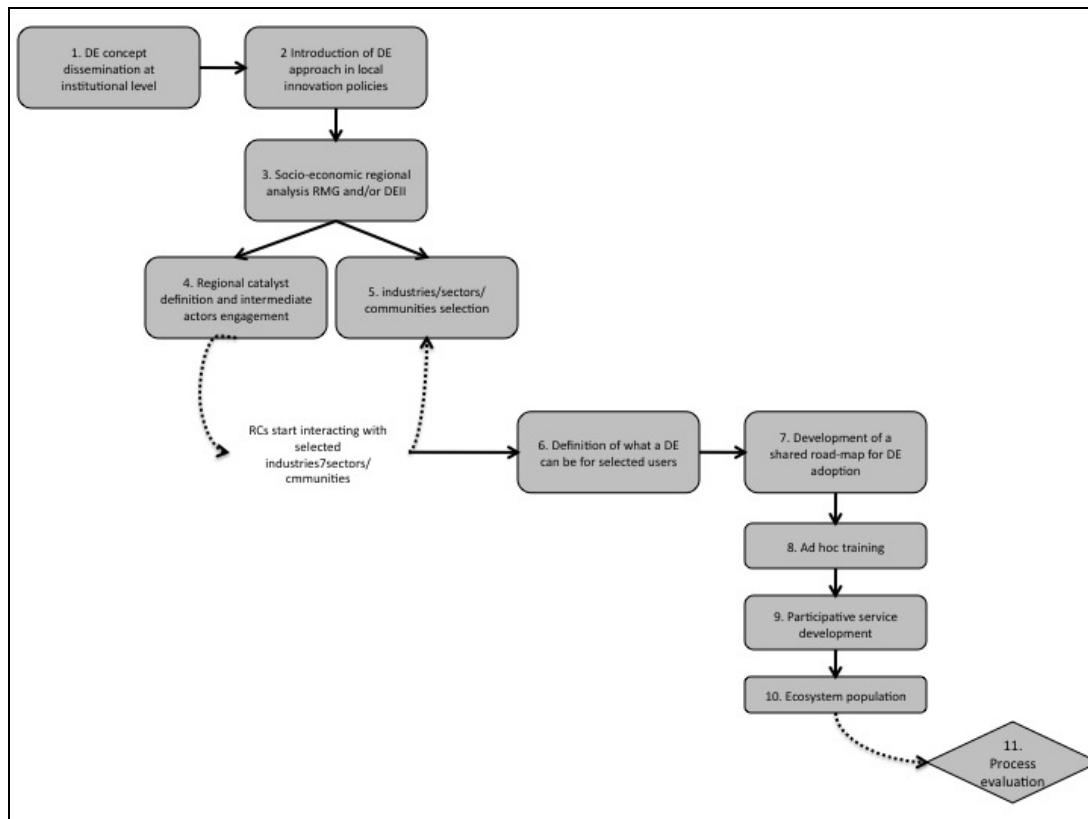 1. DE concept
dissemination at
institutional level
2 Introduction of DE
approach in local
innovation policies
3. Socio-economic regional
analysis RMG and/or DEII
4. Regional catalyst
definition and intermediate
actors engagement
5. industries/sectors/
communities selection
RCs start interacting with
selected
industries7sectors/
cmmunities
6. Definition of what a DE
can be for selected users
7. Development of a
shared road-map for DE
adoption
8. Ad hoc training
9. Participative service
development
10. Ecosystem population
11.
Process
evaluation